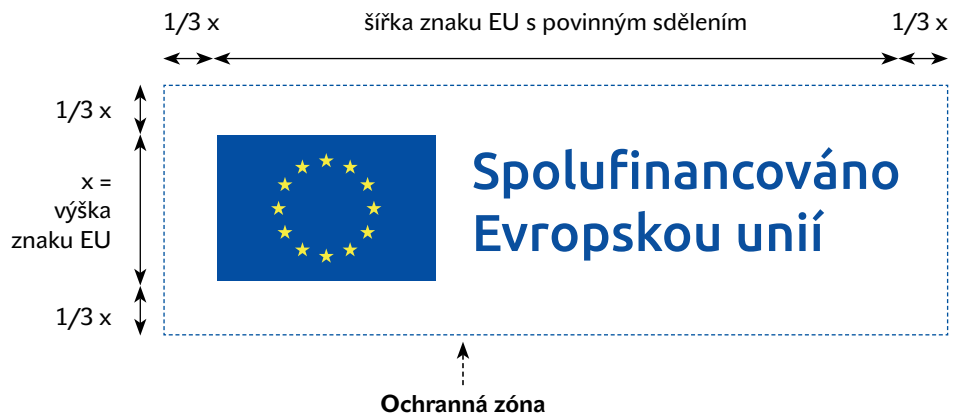 1/3 x
šířka znaku EU s povinným sdělením
1/3 x
1/3 x
x =
výška
znaku EU
Spolufinancováno
Evropskou unií
1/3 x
Ochranná zóna